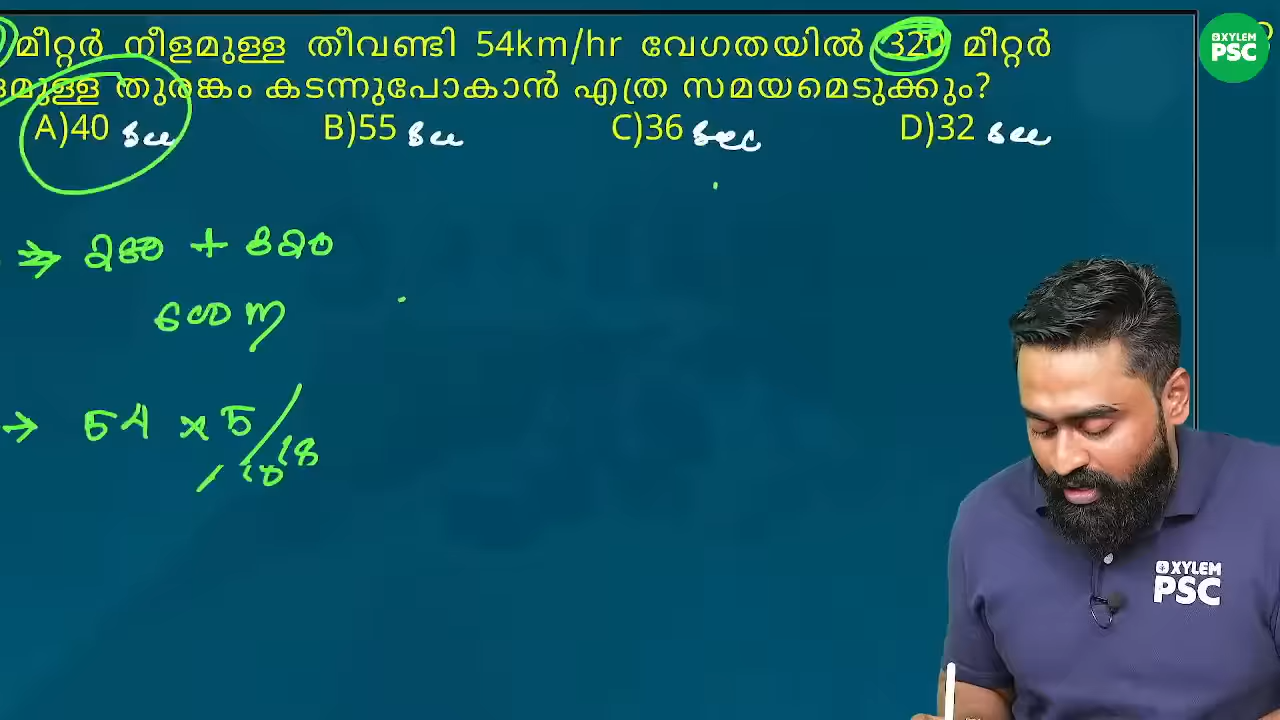 മീറ്റർ നീളമുള്ള തീവണ്ടി 54km/hr വേഗതയിൽ 320 മീറ്റർ
മുള്ള തുരങ്കം കടന്നുപോകാൻ എത്ര സമയമെടുക്കും?
A)40 sec B)55 sec C)36 sec D)32 sec
XYLEM
PSC
⇒ 280 + 320
600 m
→ 54 × 5/18
18
XYLEM
PSC